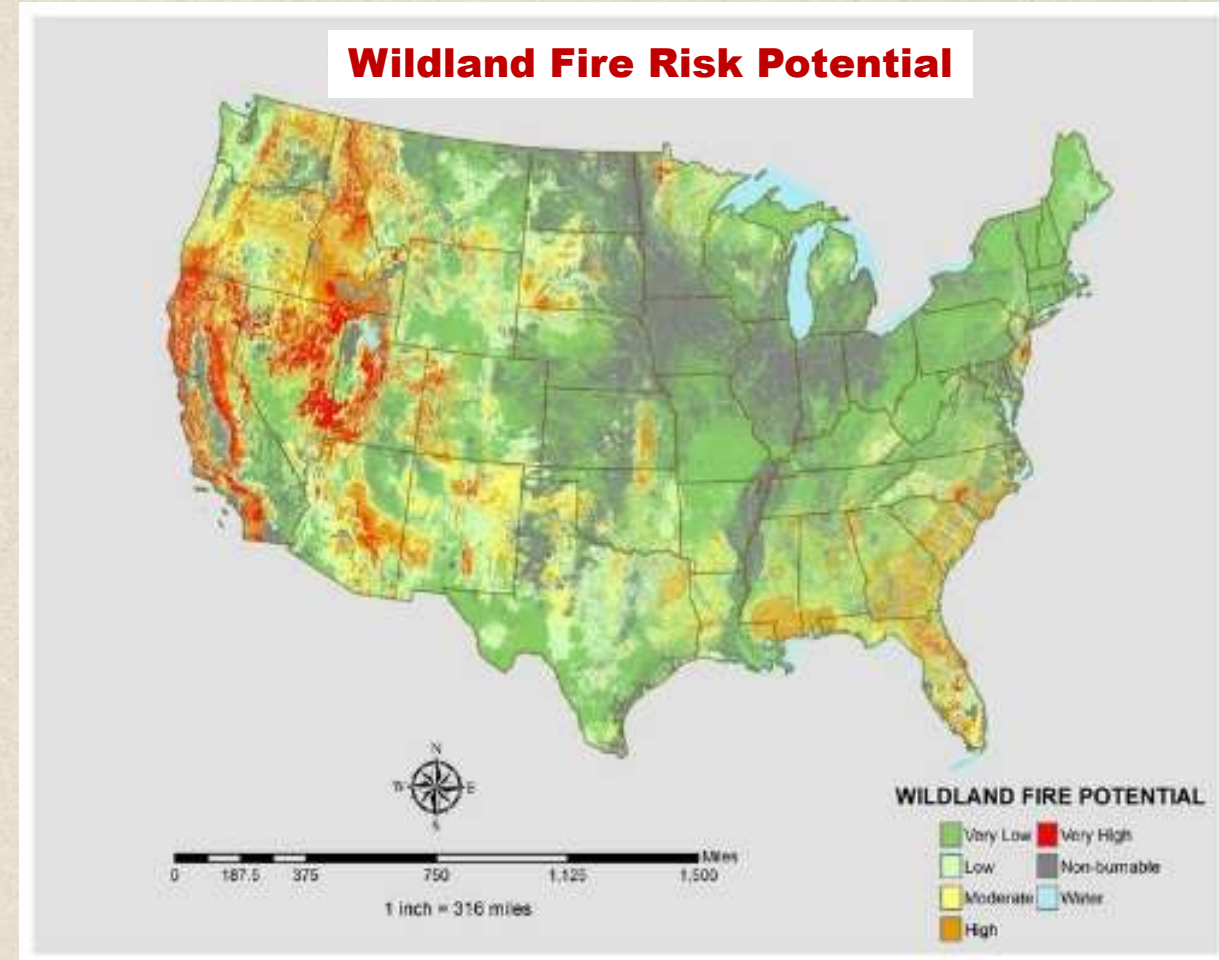 Wildland Fire Risk Potential
N
W E
S
Miles
0 187.5 375 750 1,125 1,500
1 inch = 316 miles
WILDLAND FIRE POTENTIAL
Very Low Very High
Low Non-burnable
Moderate Water
High